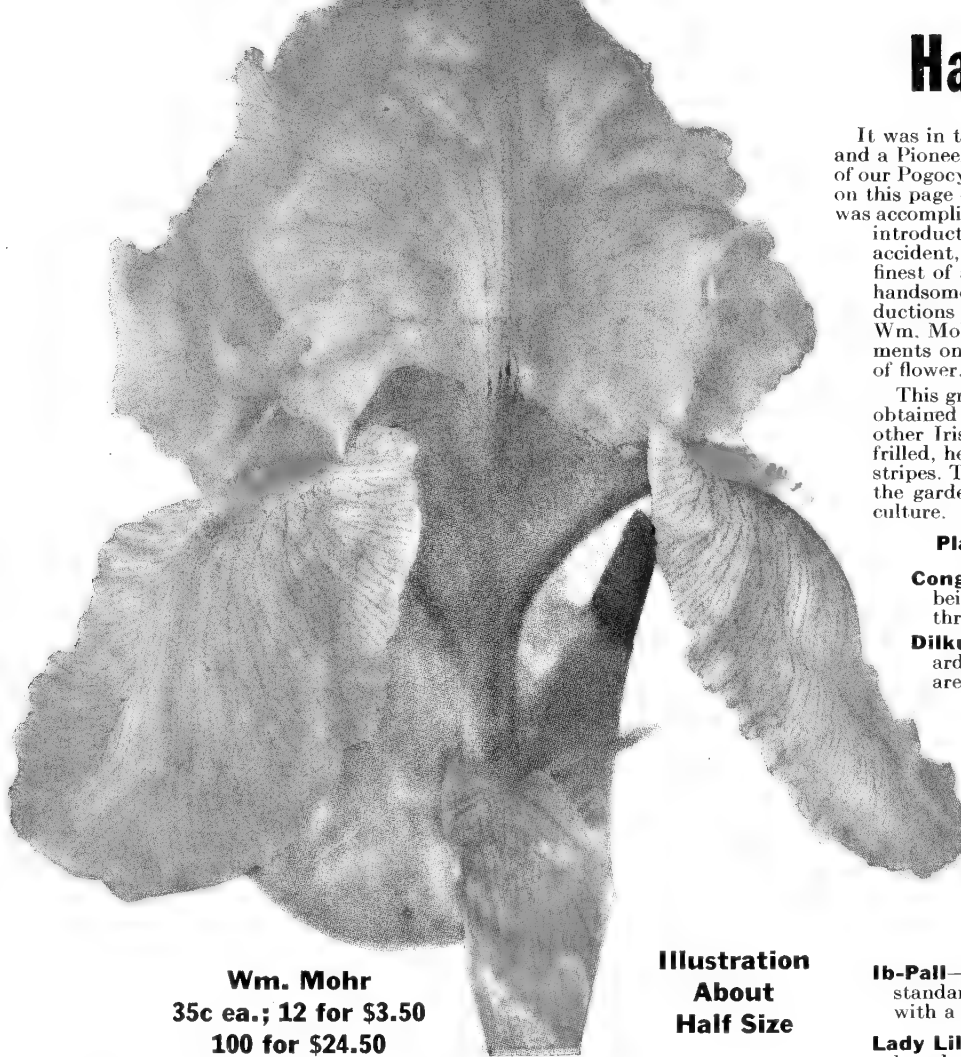 Ha
It was in t
and a Pionee
of our Pogocy
on this page
was accompli
introduct
accident,
finest of
handsome
ductions
Wm. Mo
ments on
of flower.
This gr
obtained
other Iris
frilled, he
stripes. T
the garde
culture.
Pla
Cong
bei
thr
Dilku
ard
are
Wm. Mohr
35c ea.; 12 for $3.50
100 for $24.50
Illustration
About
Half Size
Ib-Pall—
standar
with a
Lady Lil